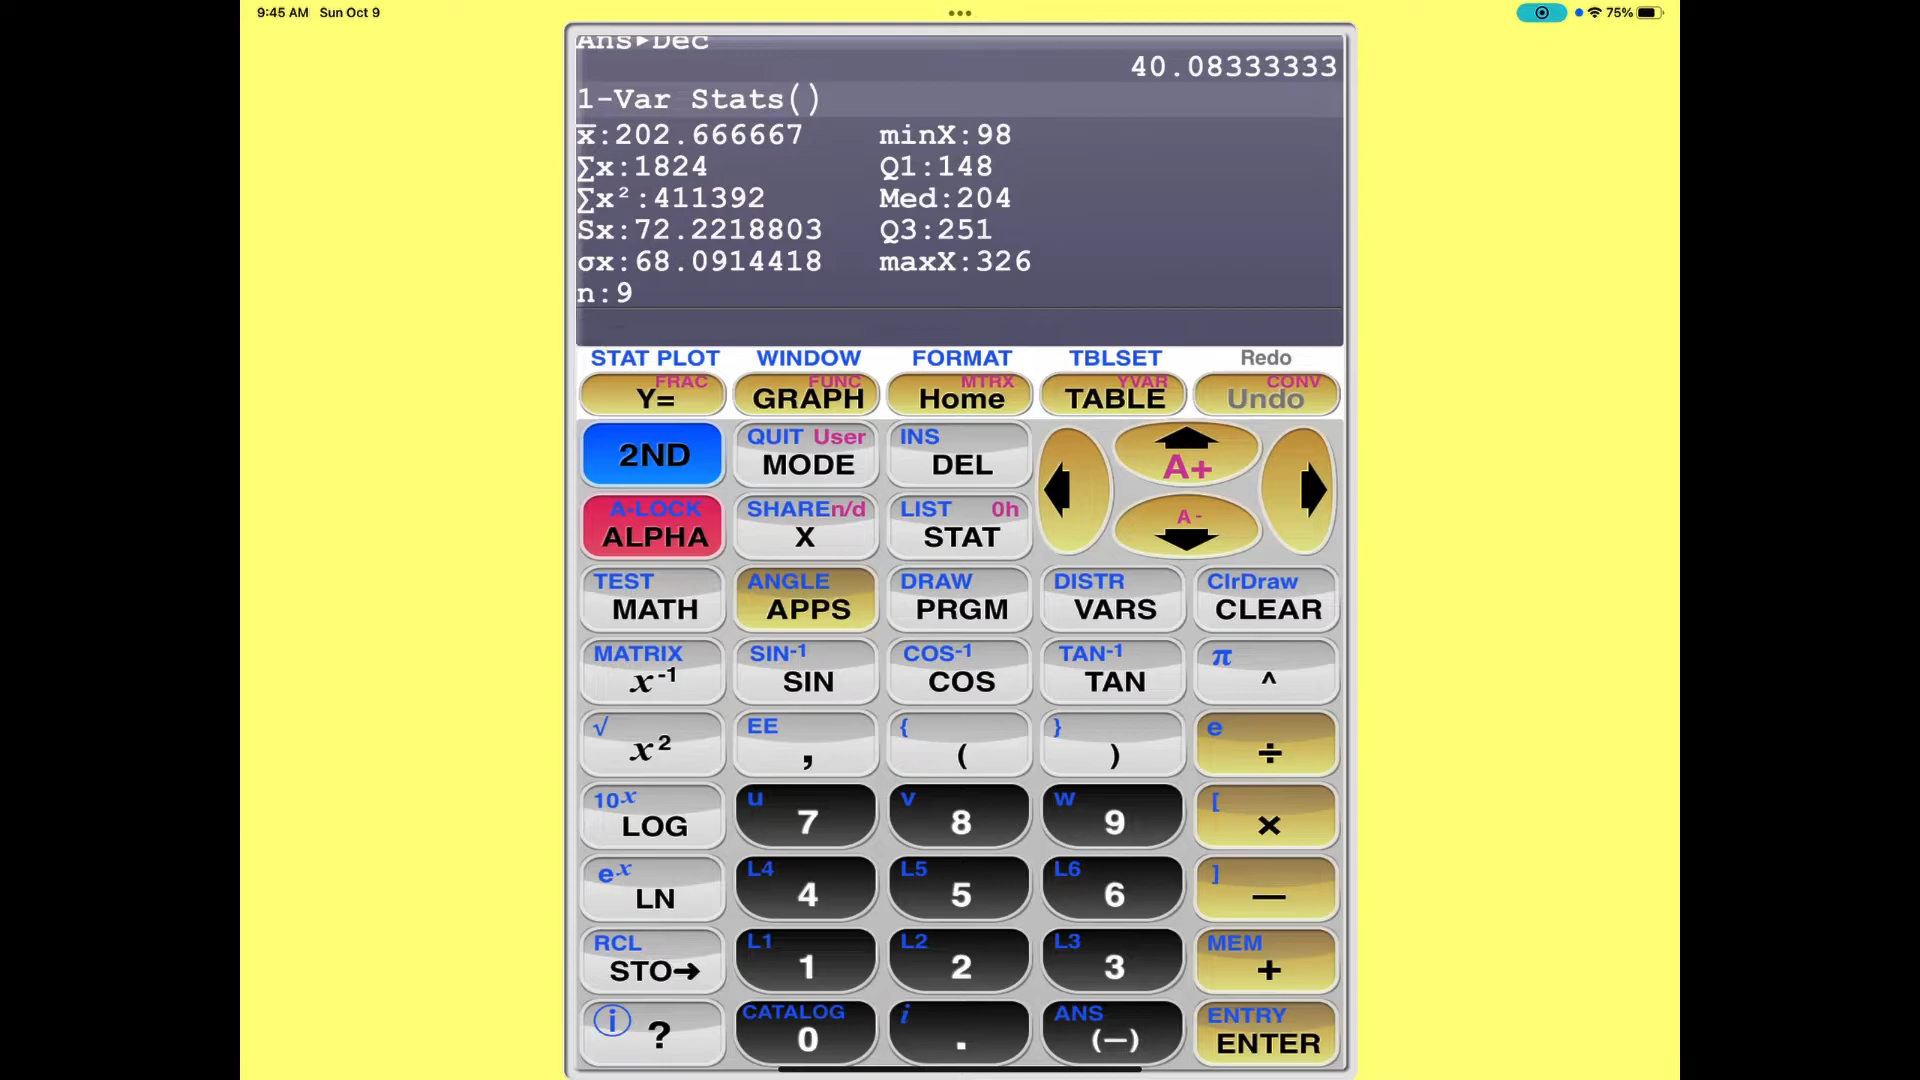 9:45 AM Sun Oct 9
75%
Ans▸Dec
40.08333333
1-Var Stats()
x̅:202.666667 minX:98
∑x:1824 Q1:148
∑x²:411392 Med:204
Sx:72.2218803 Q3:251
σx:68.0914418 maxX:326
n:9
STAT PLOT WINDOW FORMAT TBLSET Redo
FRAC FUNC MTRX YVAR CONV
Y= GRAPH Home TABLE Undo
QUIT User INS
2ND MODE DEL A+
A-LOCK SHARE n/d LIST 0h A-
ALPHA X STAT
TEST ANGLE DRAW DISTR ClrDraw
MATH APPS PRGM VARS CLEAR
MATRIX SIN⁻¹ COS⁻¹ TAN⁻¹ π
x⁻¹ SIN COS TAN ^
√ EE { } e
x² , ( ) ÷
10ˣ u v w [
LOG 7 8 9 ×
eˣ L4 L5 L6 ]
LN 4 5 6 —
RCL L1 L2 L3 MEM
STO➔ 1 2 3 +
i CATALOG i ANS ENTRY
? 0 . (—) ENTER